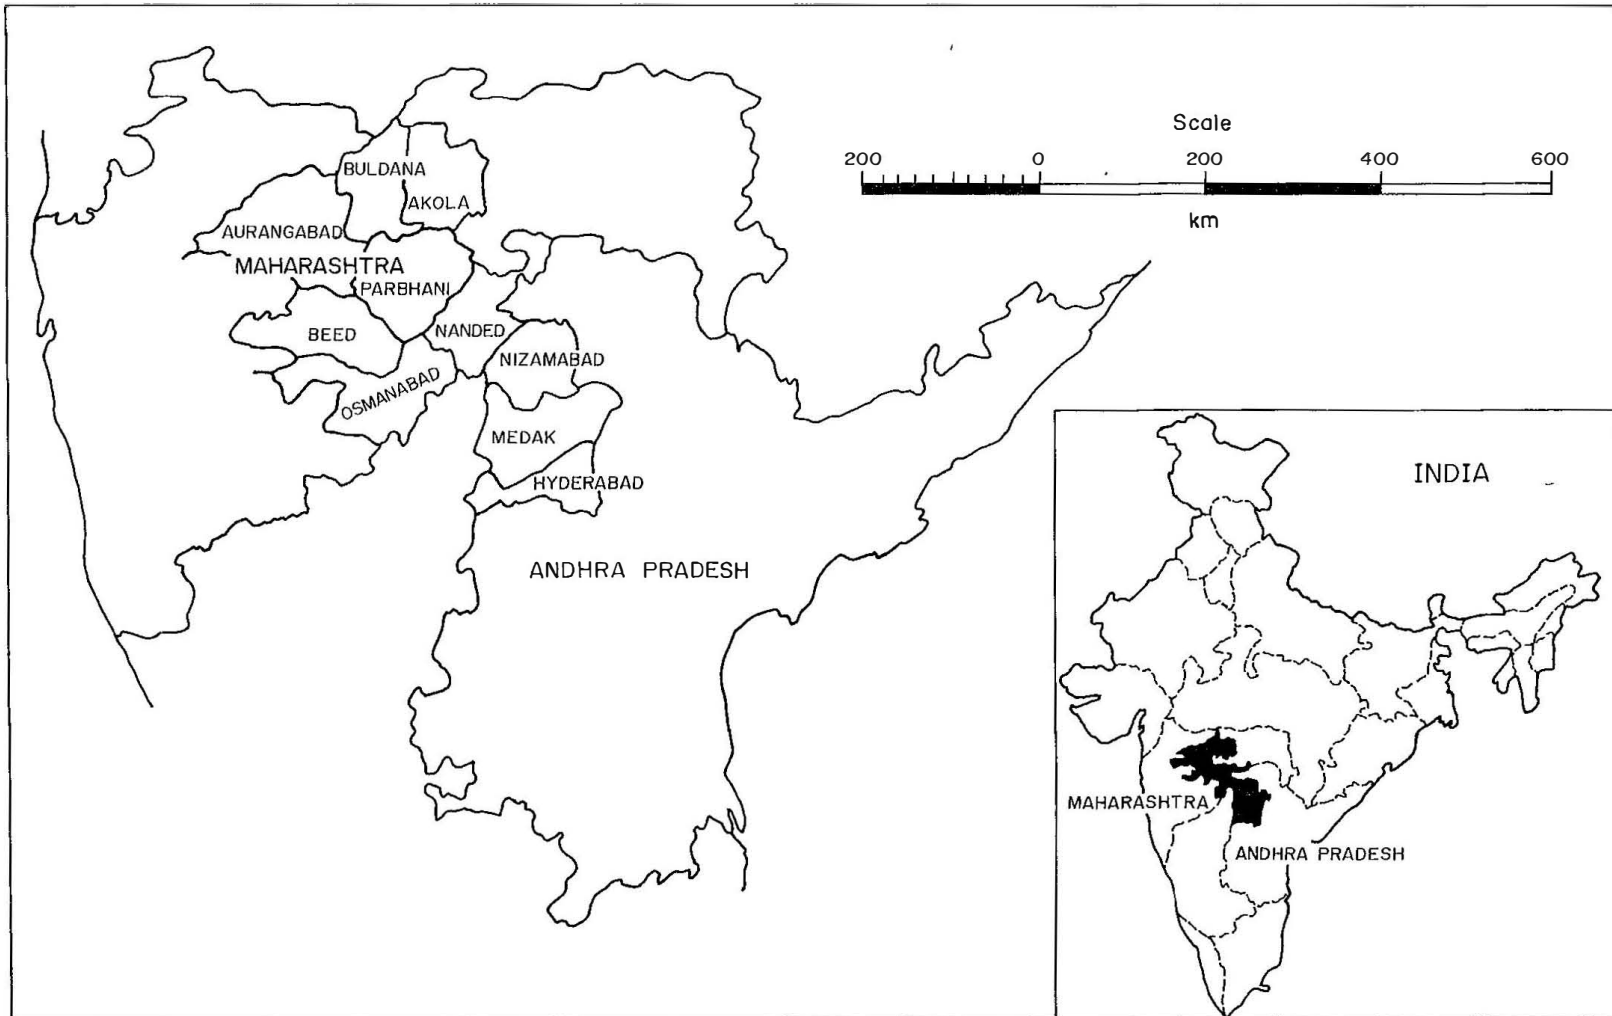 Scale
200 0 200 400 600
km
BULDANA
AKOLA
AURANGABAD
MAHARASHTRA
PARBHANI
BEED
NANDED
NIZAMABAD
OSMANABAD
MEDAK
HYDERABAD
ANDHRA PRADESH
INDIA
MAHARASHTRA
ANDHRA PRADESH